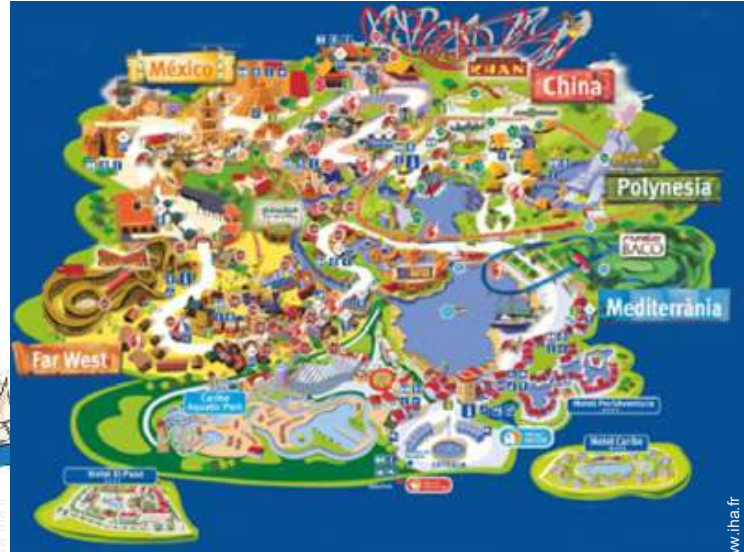 México
KHAN
China
Polynesia
BACO
Mediterrània
Far West
Caribe
Aquatic Park
Hotel PortAventura
Hotel Caribe
Hotel El Paso
www.iha.fr